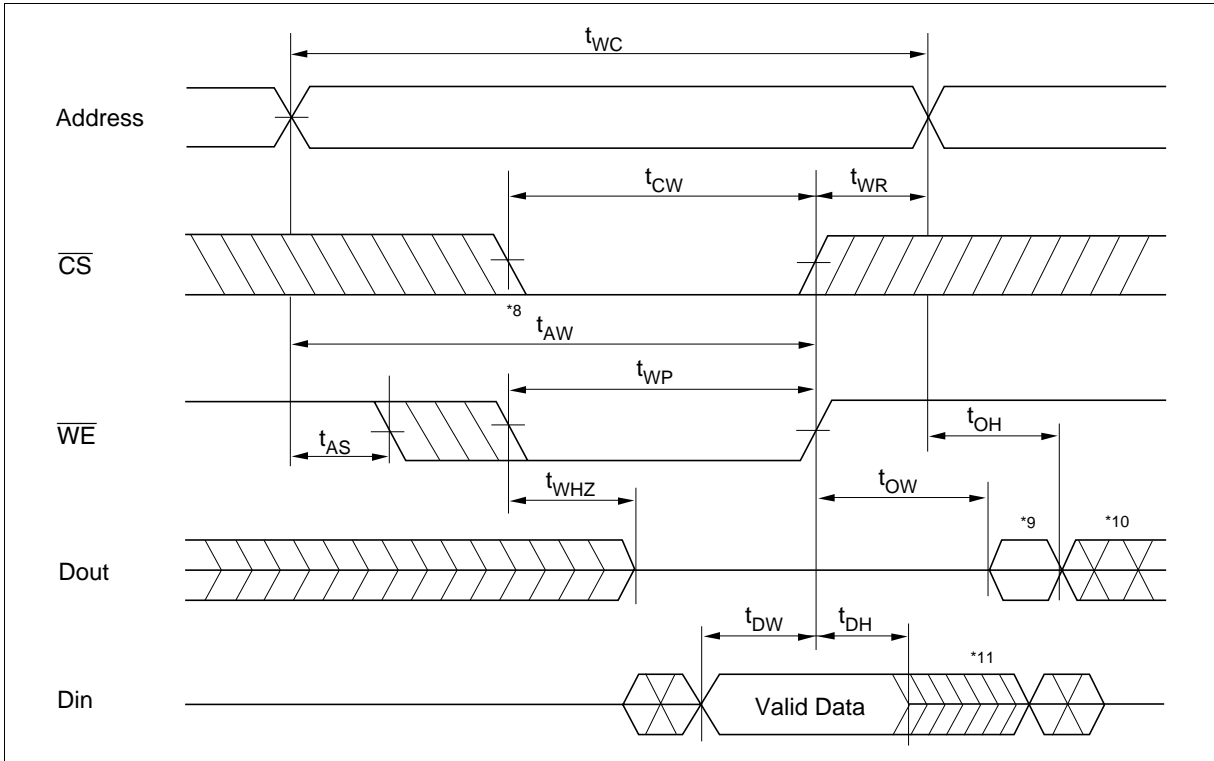 tWC
Address
tCW
tWR
CS
*8
tAW
tWP
WE
tAS
tOH
tWHZ
tOW
*9
*10
Dout
tDW
tDH
*11
Din
Valid Data